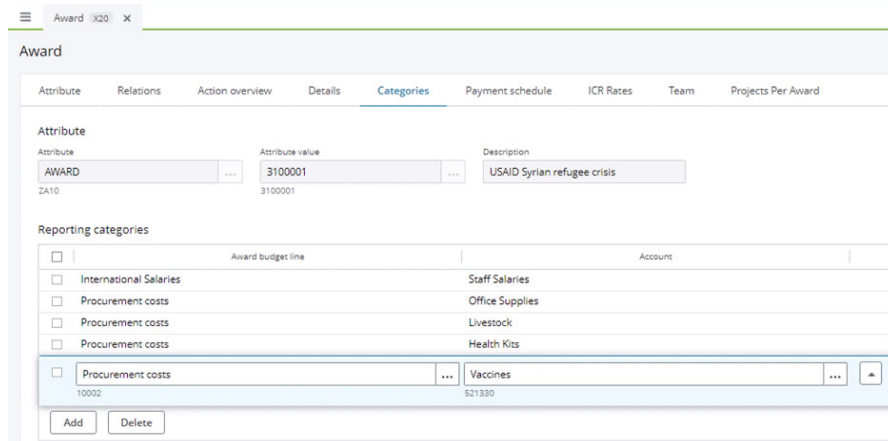 Award X20
Award
Attribute Relations Action overview Details Categories Payment schedule ICR Rates Team Projects Per Award
Attribute
Attribute Attribute value Description
AWARD ... 3100001 ... USAID Syrian refugee crisis
ZA10 3100001
Reporting categories
Award budget line Account
International Salaries Staff Salaries
Procurement costs Office Supplies
Procurement costs Livestock
Procurement costs Health Kits
Procurement costs ... Vaccines ...
10002 521330
Add Delete